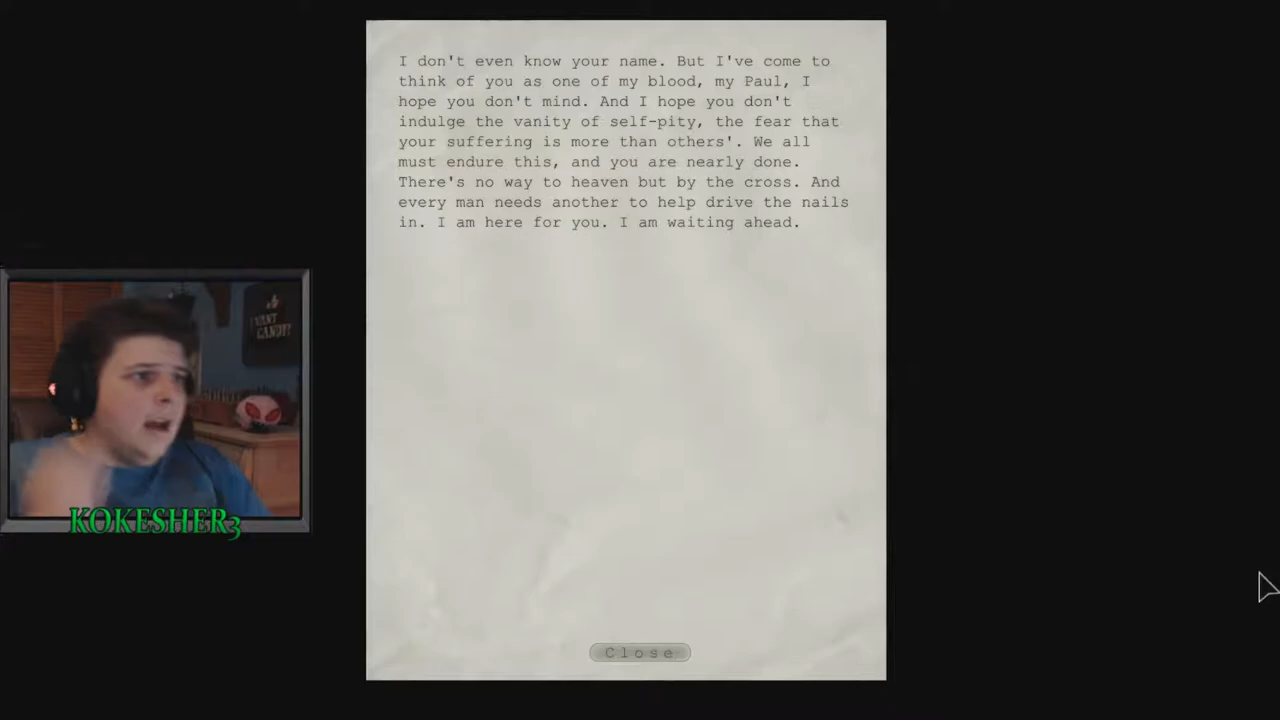 I don't even know your name. But I've come to
think of you as one of my blood, my Paul, I
hope you don't mind. And I hope you don't
indulge the vanity of self-pity, the fear that
your suffering is more than others'. We all
must endure this, and you are nearly done.
There's no way to heaven but by the cross. And
every man needs another to help drive the nails
in. I am here for you. I am waiting ahead.
Close
I WANT
CANDY!
KOKESHER3